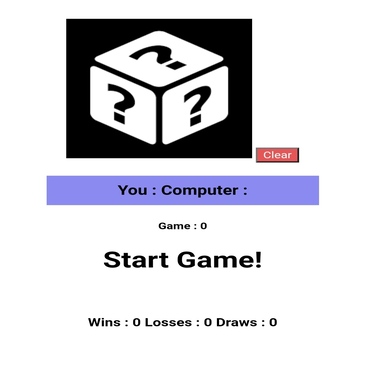 ? ? ?
Clear
You : Computer :
Game : 0
Start Game!
Wins : 0 Losses : 0 Draws : 0